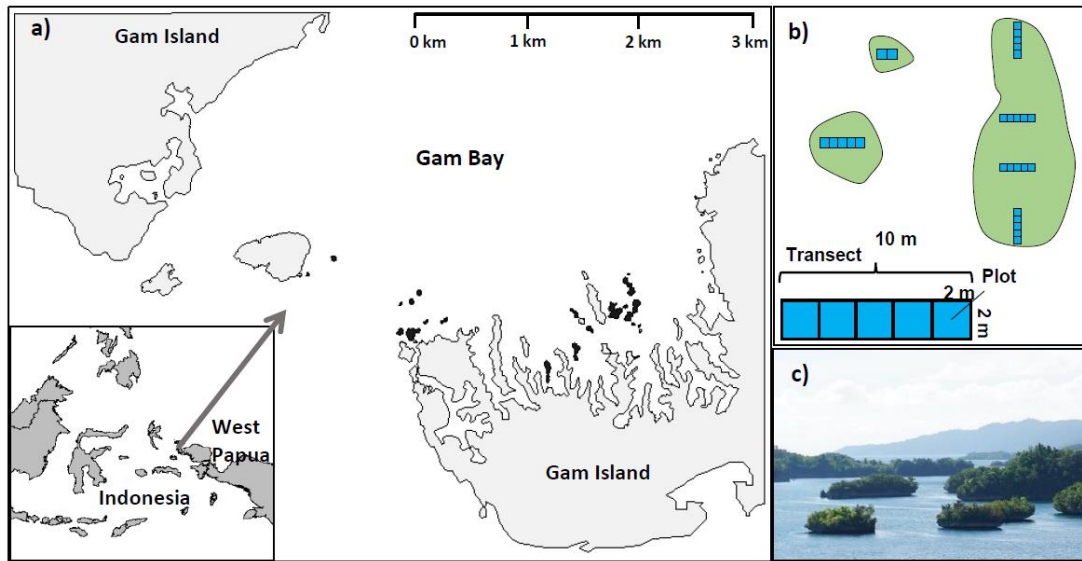 a)
Gam Island
0 km 1 km 2 km 3 km
Gam Bay
Gam Island
West
Papua
Indonesia
b)
10 m
Transect
Plot
2 m
2 m
c)